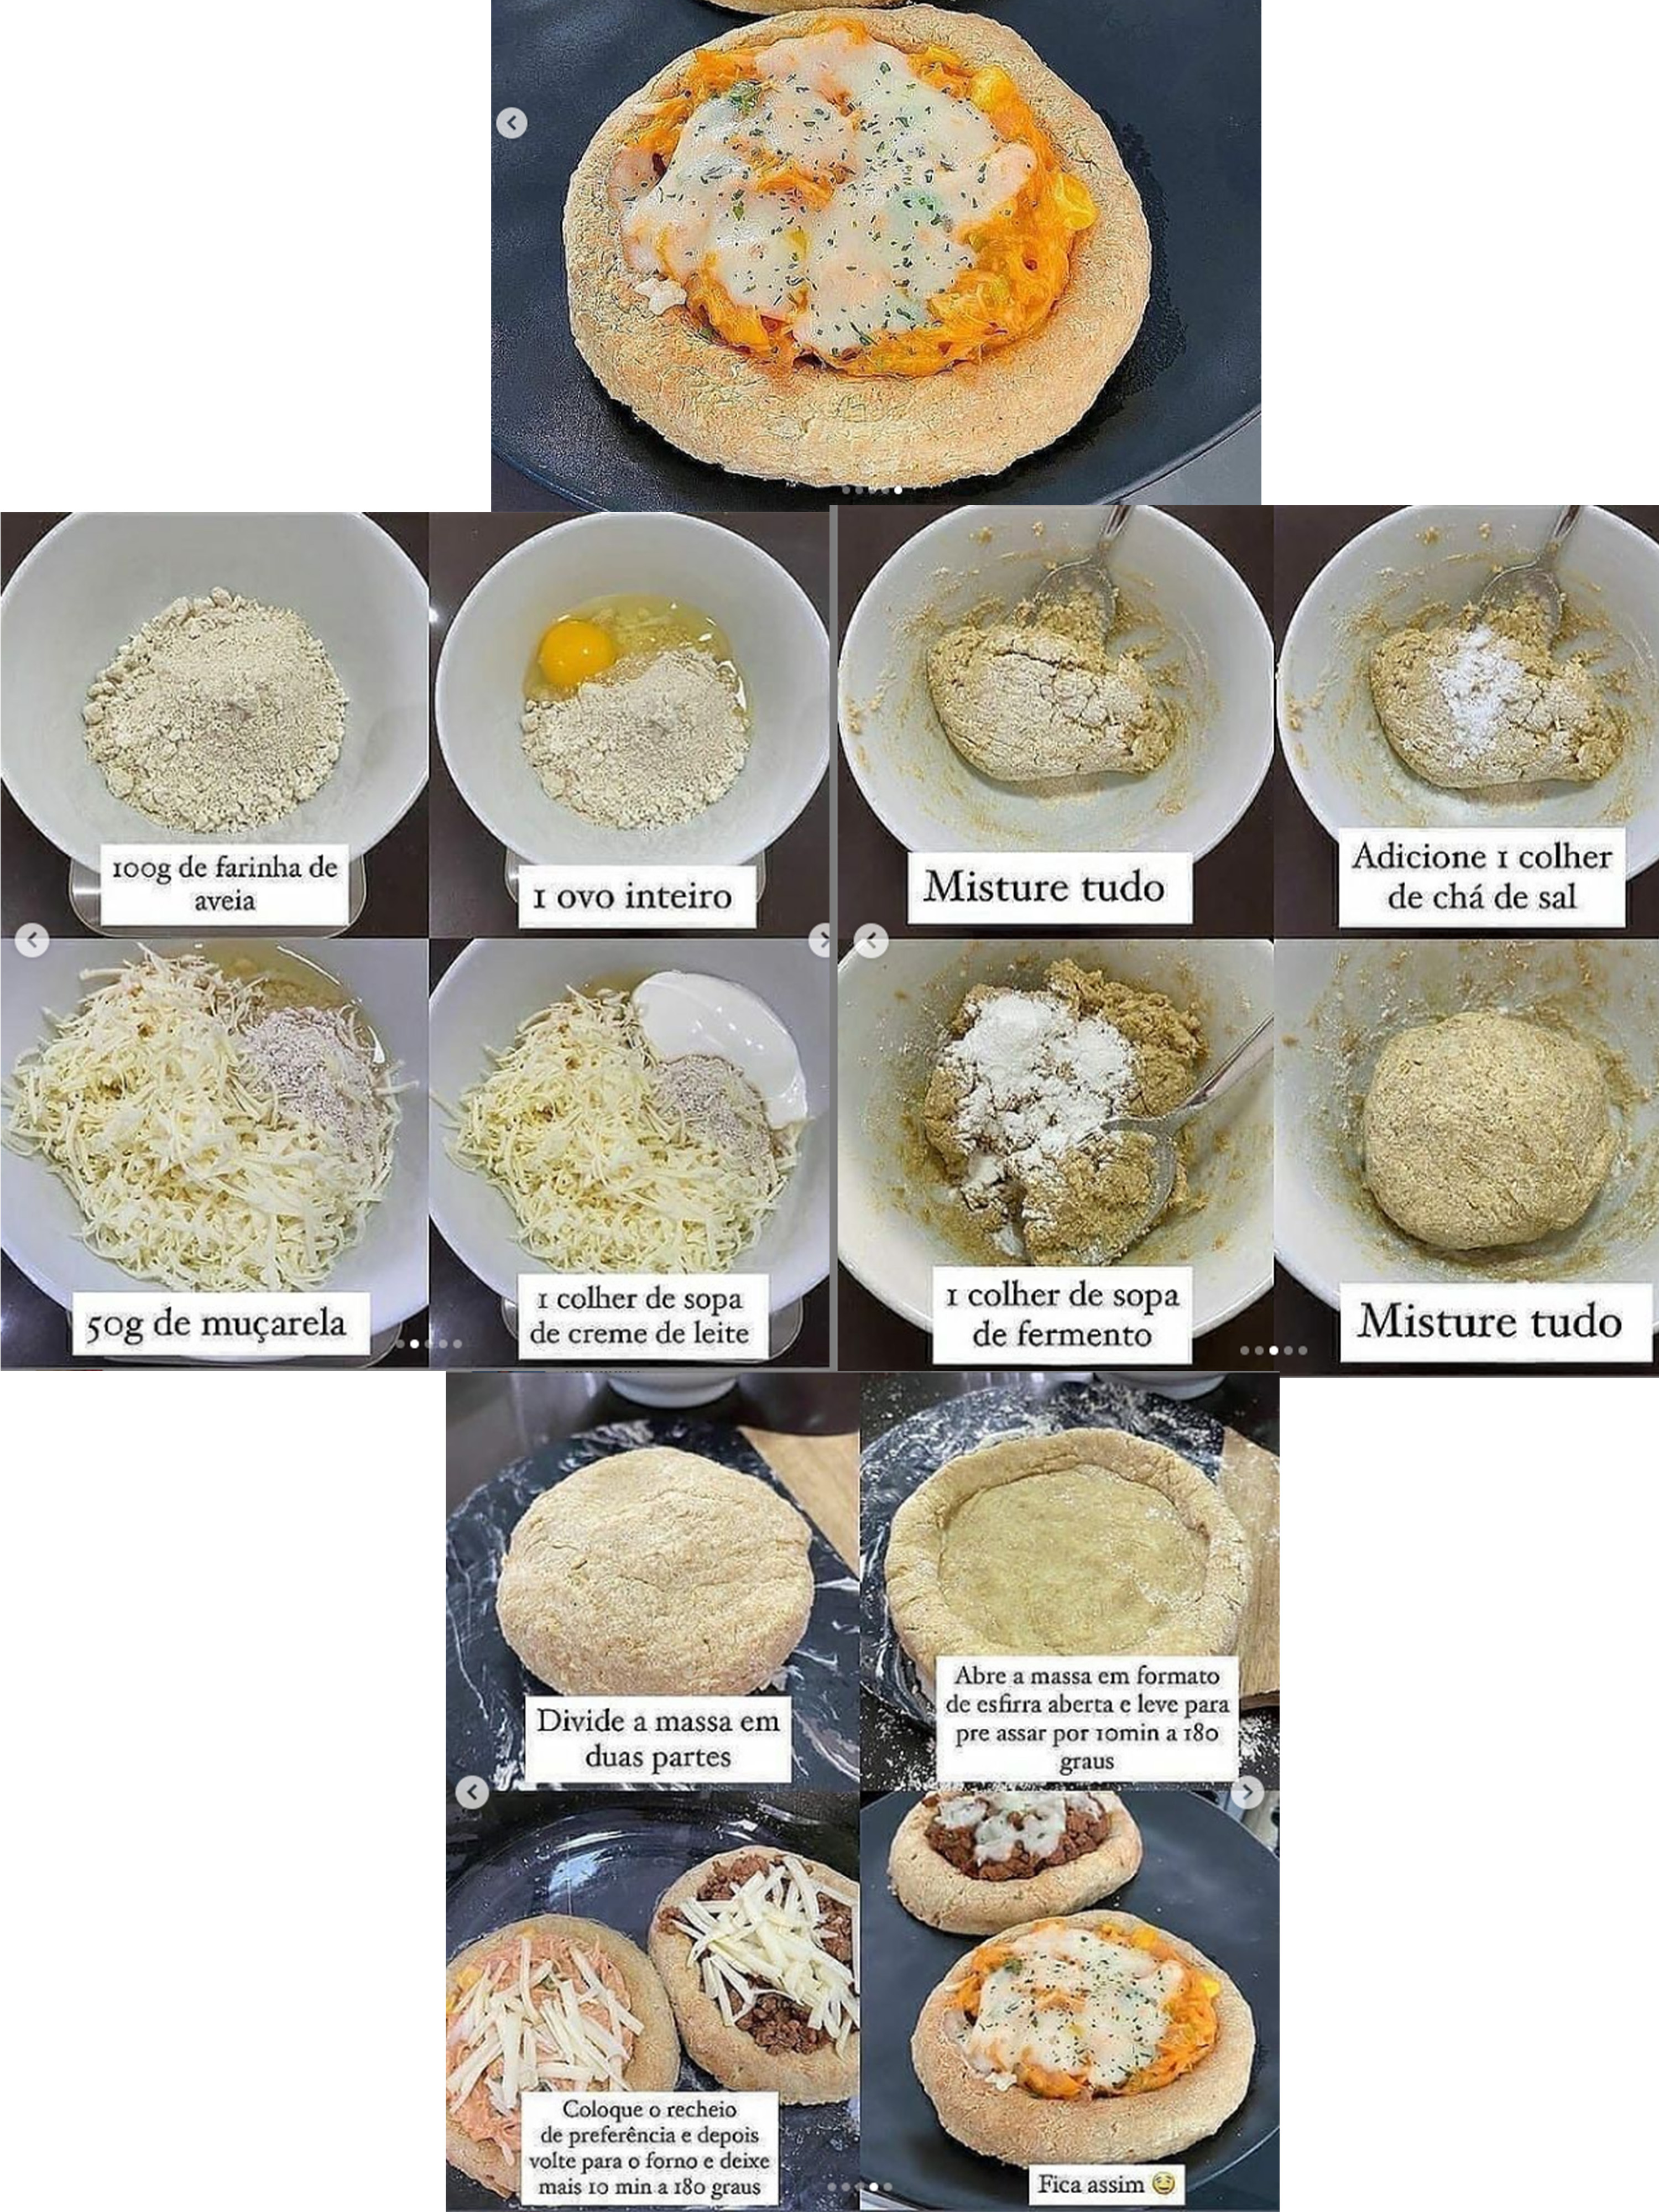 100g de farinha de
aveia
1 ovo inteiro
50g de muçarela
1 colher de sopa
de creme de leite
Misture tudo
Adicione 1 colher
de chá de sal
1 colher de sopa
de fermento
Misture tudo
Divide a massa em
duas partes
Abre a massa em formato
de esfirra aberta e leve para
pre assar por 10min a 180
graus
Coloque o recheio
de preferência e depois
volte para o forno e deixe
mais 10 min a 180 graus
Fica assim 🤤